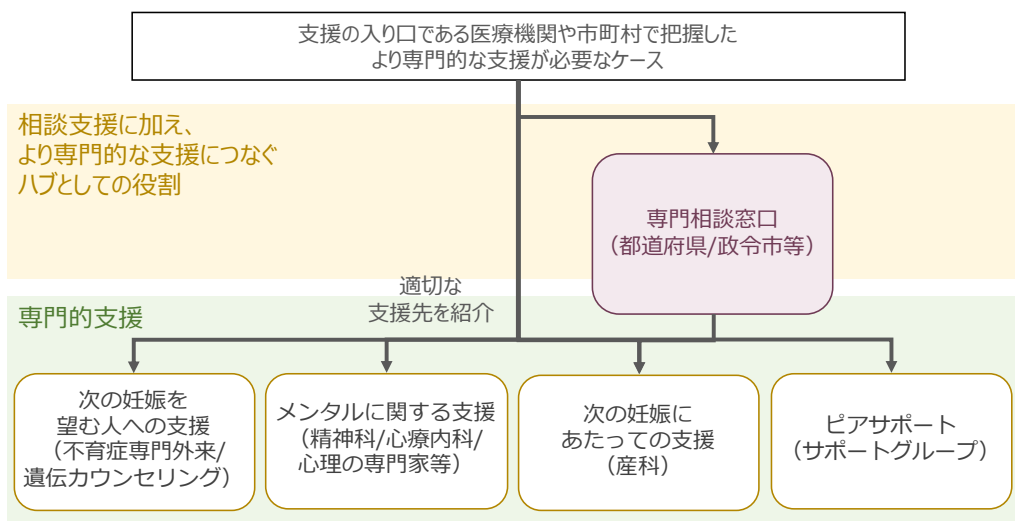 支援の入り口である医療機関や市町村で把握した
より専門的な支援が必要なケース
相談支援に加え、
より専門的な支援につなぐ
ハブとしての役割
専門相談窓口
（都道府県/政令市等）
適切な
支援先を紹介
専門的支援
次の妊娠を
望む人への支援
（不育症専門外来/
遺伝カウンセリング）
メンタルに関する支援
（精神科/心療内科/
心理の専門家等）
次の妊娠に
あたっての支援
（産科）
ピアサポート
（サポートグループ）